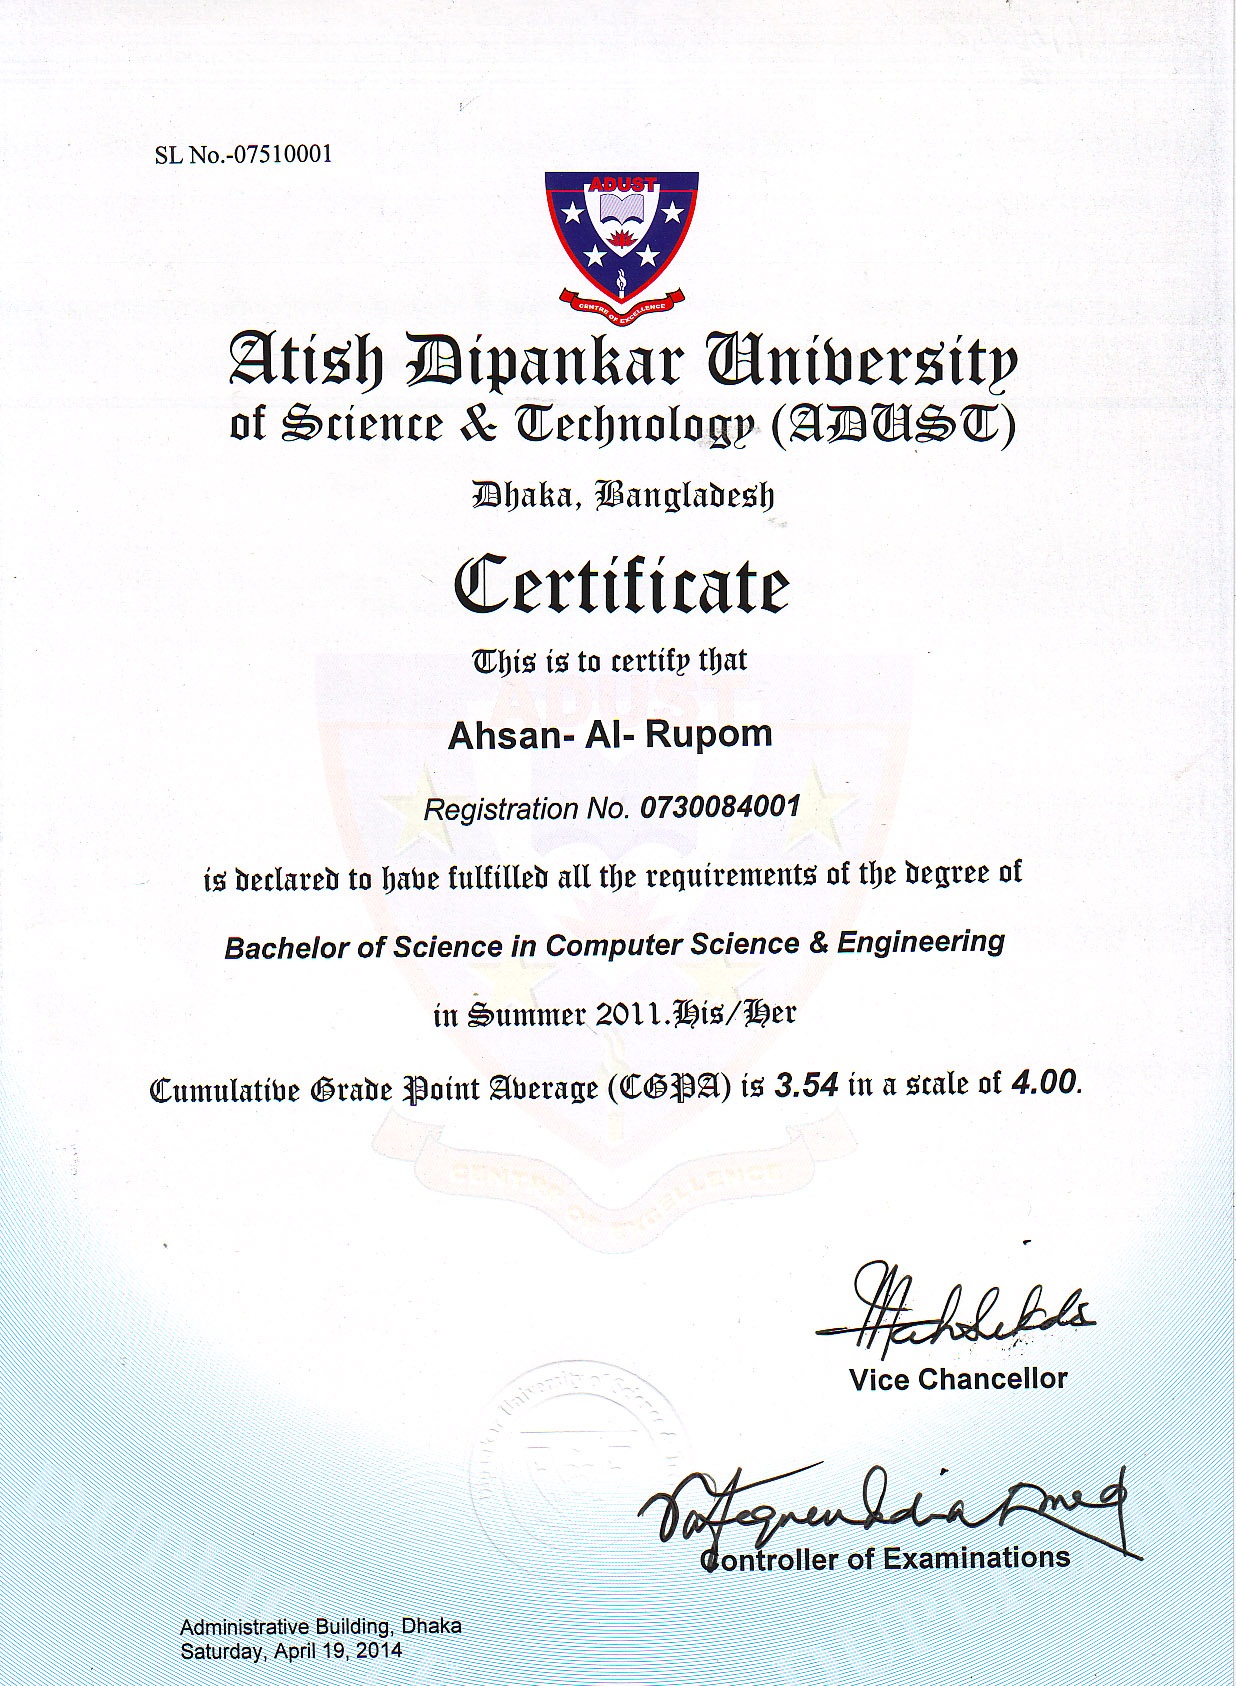 SL No.-07510001
ADUST
CENTRE OF EXCELLENCE
Atish Dipankar University
of Science & Technology (ADUST)
Dhaka, Bangladesh
Certificate
This is to certify that
ADUST
Ahsan- Al- Rupom
Registration No. 0730084001
is declared to have fulfilled all the requirements of the degree of
Bachelor of Science in Computer Science & Engineering
in Summer 2011.His/Her
Cumulative Grade Point Average (CGPA) is 3.54 in a scale of 4.00.
Vice Chancellor
University of Science
Controller of Examinations
Administrative Building, Dhaka
Saturday, April 19, 2014